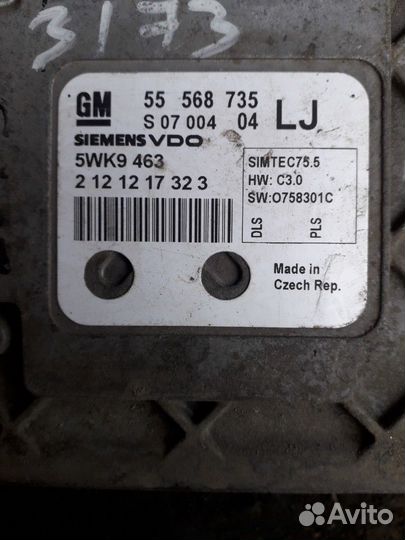 3173
GM 55 568 735 LJ
S 07 004 04
SIEMENS VDO
5WK9 463
2 12 12 17 32 3
SIMTEC75.5
HW: C3.0
SW:O758301C
DLS PLS
Made in
Czech Rep.
Avito